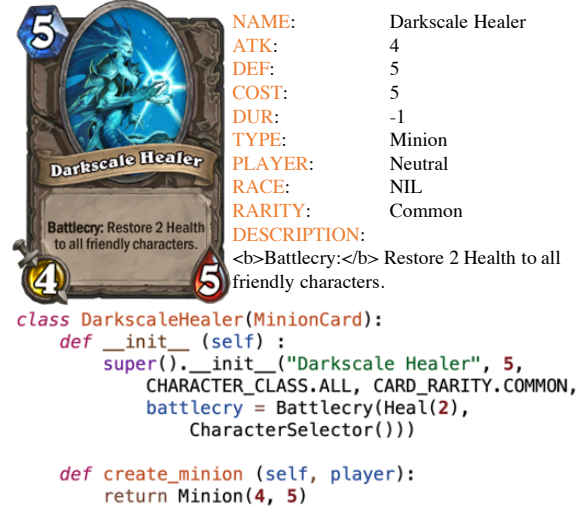 5
Darkscale Healer
Battlecry: Restore 2 Health
to all friendly characters.
4
5
NAME: Darkscale Healer
ATK: 4
DEF: 5
COST: 5
DUR: -1
TYPE: Minion
PLAYER: Neutral
RACE: NIL
RARITY: Common
DESCRIPTION:
<b>Battlecry:</b> Restore 2 Health to all
friendly characters.
class DarkscaleHealer(MinionCard):
    def __init__ (self) :
        super().__init__("Darkscale Healer", 5,
            CHARACTER_CLASS.ALL, CARD_RARITY.COMMON,
            battlecry = Battlecry(Heal(2),
                CharacterSelector()))
    def create_minion (self, player):
        return Minion(4, 5)